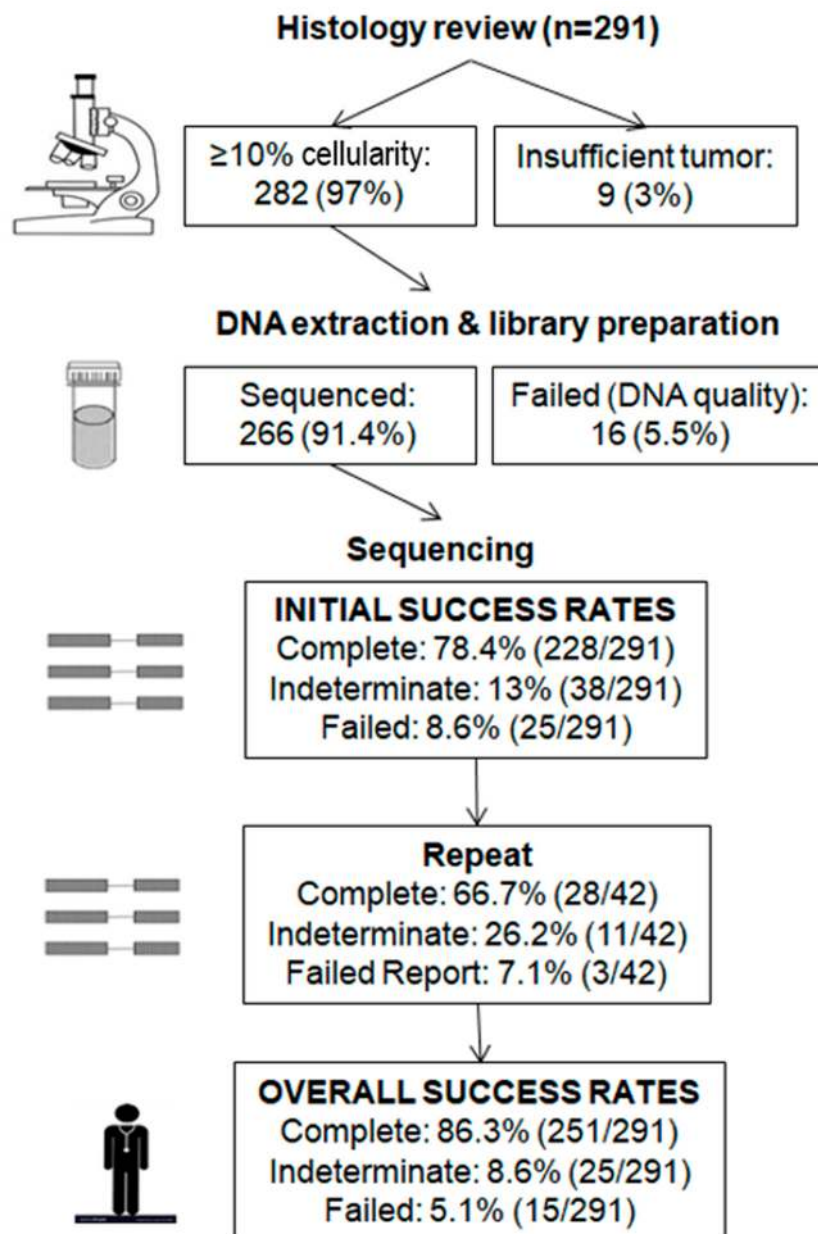 Histology review (n=291)
≥10% cellularity:
282 (97%)
Insufficient tumor:
9 (3%)
DNA extraction & library preparation
Sequenced:
266 (91.4%)
Failed (DNA quality):
16 (5.5%)
Sequencing
INITIAL SUCCESS RATES
Complete: 78.4% (228/291)
Indeterminate: 13% (38/291)
Failed: 8.6% (25/291)
Repeat
Complete: 66.7% (28/42)
Indeterminate: 26.2% (11/42)
Failed Report: 7.1% (3/42)
OVERALL SUCCESS RATES
Complete: 86.3% (251/291)
Indeterminate: 8.6% (25/291)
Failed: 5.1% (15/291)